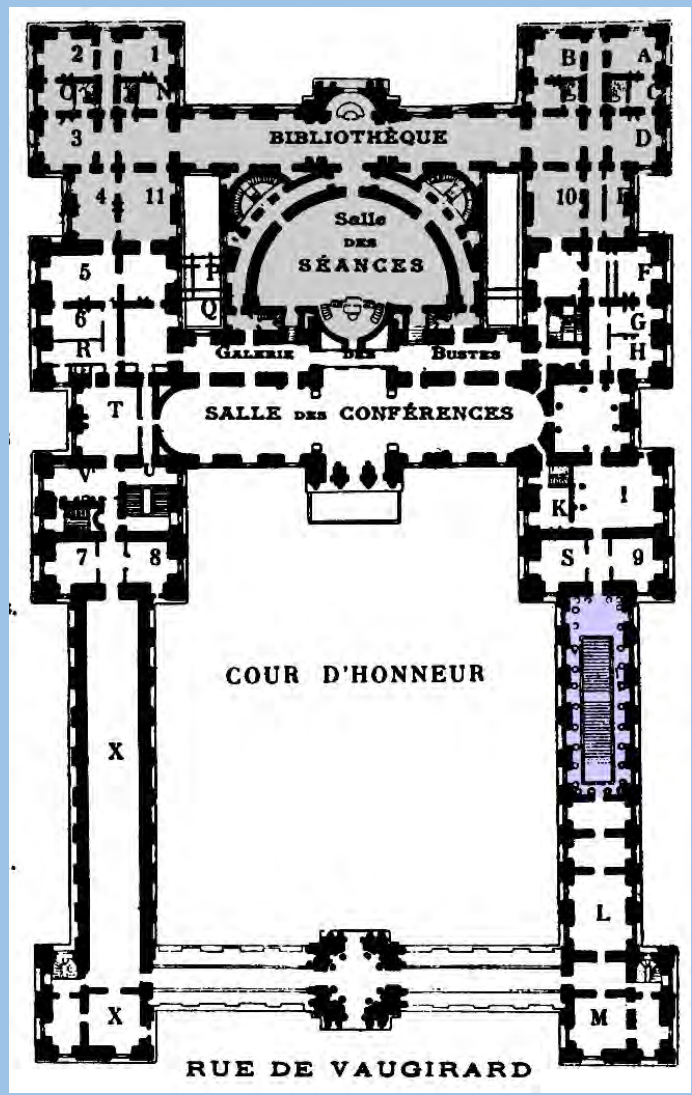 2 1 B A
O N C
BIBLIOTHÈQUE
3 D
4 11 10 E
Salle
DES
SÉANCES
5 P F
6 Q G
R H
GALERIE DES BUSTES
T
SALLE DES CONFÉRENCES
V U
K I
7 8 S 9
COUR D'HONNEUR
X
L
X M
RUE DE VAUGIRARD